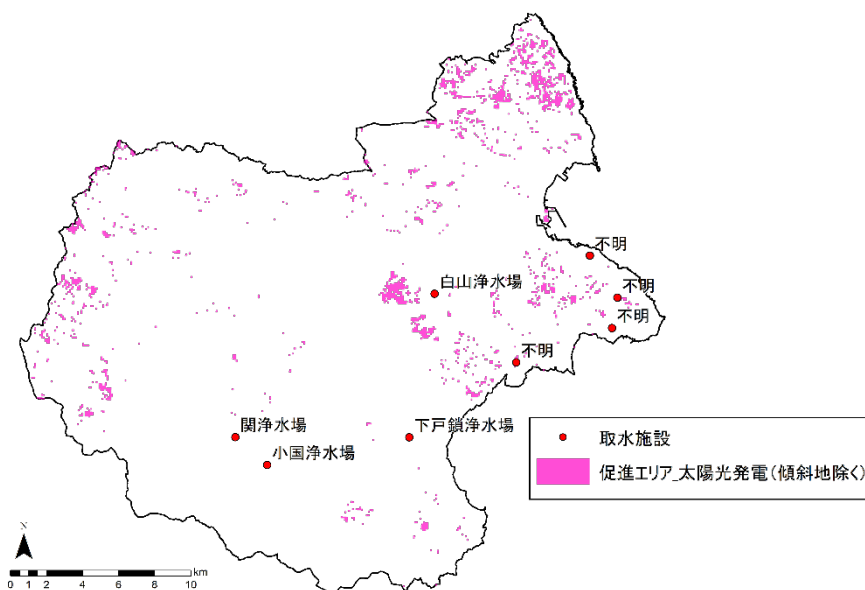 不明
白山浄水場
不明
不明
不明
関浄水場
下戸鎖浄水場
小国浄水場
取水施設
促進エリア_太陽光発電(傾斜地除く)
N
km
0 1 2 4 6 8 10